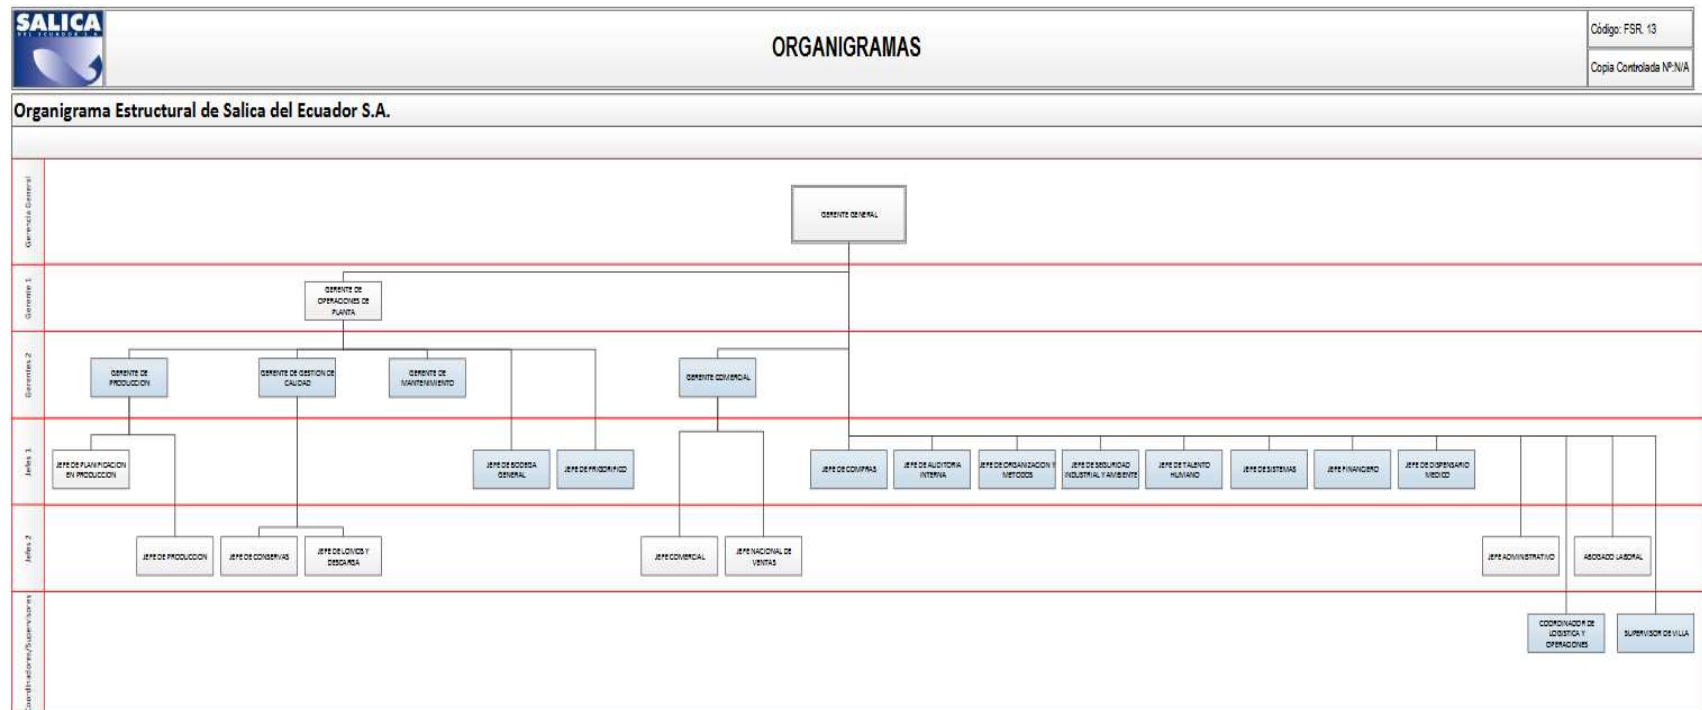 SALICA
DEL ECUADOR S.A.
ORGANIGRAMAS
Código: FSR. 13
Copia Controlada Nº:N/A
Organigrama Estructural de Salica del Ecuador S.A.
Gerencia General
GERENTE GENERAL
Gerente 1
GERENTE DE
OPERACIONES DE
PLANTA
Gerentes 2
GERENTE DE
PRODUCCION
GERENTE DE GESTION DE
CALIDAD
GERENTE DE
MANTENIMIENTO
GERENTE COMERCIAL
Jefes 1
JEFE DE PLANIFICACION
EN PRODUCCION
JEFE DE BODEGA
GENERAL
JEFE DE FRIGORIFICO
JEFE DE COMPRAS
JEFE DE AUDITORIA
INTERNA
JEFE DE ORGANIZACION Y
METODOS
JEFE DE SEGURIDAD
INDUSTRIAL Y AMBIENTE
JEFE DE TALENTO
HUMANO
JEFE DE SISTEMAS
JEFE FINANCIERO
JEFE DE DISPENSARIO
MEDICO
Jefes 2
JEFE DE PRODUCCION
JEFE DE CONSERVAS
JEFE DE LOMOS Y
DESCARGA
JEFE COMERCIAL
JEFE NACIONAL DE
VENTAS
JEFE ADMINISTRATIVO
ABOGADO LABORAL
Coordinadores/Supervisores
COORDINADOR DE
LOGISTICA Y
OPERACIONES
SUPERVISOR DE VILLA